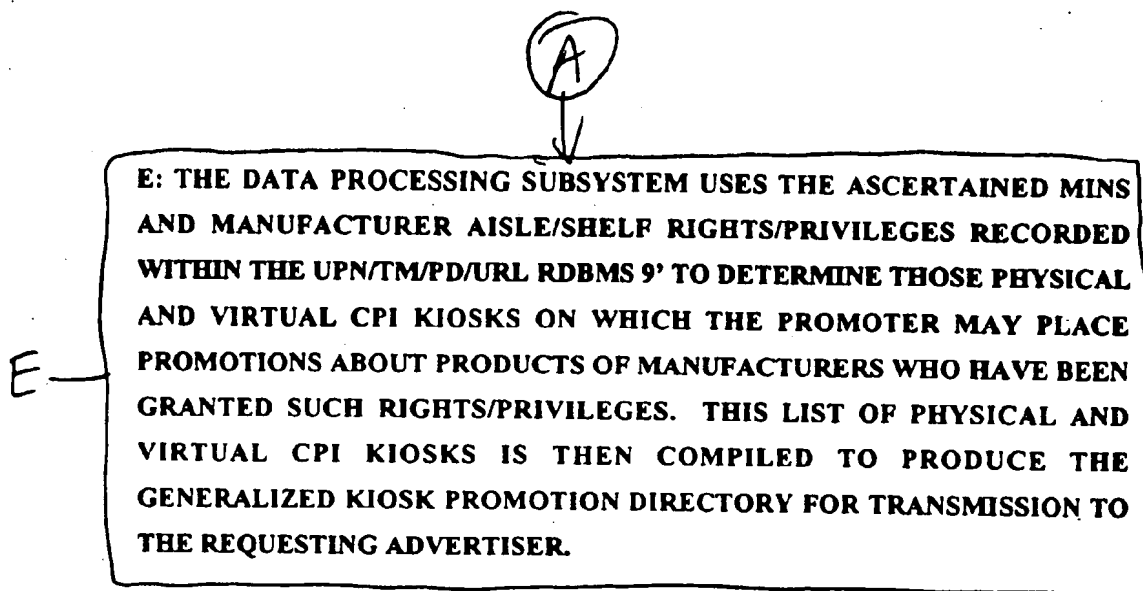 A
E: THE DATA PROCESSING SUBSYSTEM USES THE ASCERTAINED MINS
AND MANUFACTURER AISLE/SHELF RIGHTS/PRIVILEGES RECORDED
WITHIN THE UPN/TM/PD/URL RDBMS 9' TO DETERMINE THOSE PHYSICAL
AND VIRTUAL CPI KIOSKS ON WHICH THE PROMOTER MAY PLACE
PROMOTIONS ABOUT PRODUCTS OF MANUFACTURERS WHO HAVE BEEN
GRANTED SUCH RIGHTS/PRIVILEGES. THIS LIST OF PHYSICAL AND
VIRTUAL CPI KIOSKS IS THEN COMPILED TO PRODUCE THE
GENERALIZED KIOSK PROMOTION DIRECTORY FOR TRANSMISSION TO
THE REQUESTING ADVERTISER.
E